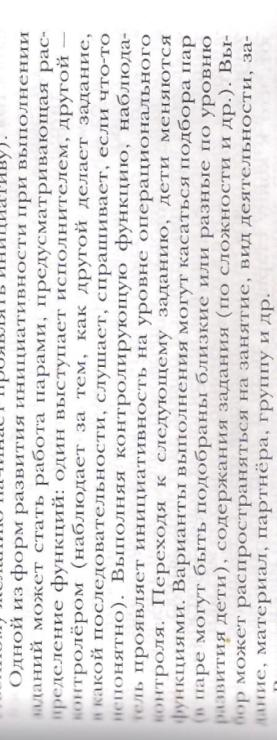 желанию начинает проявлять инициативу).
Одной из форм развития инициативности при выполнении
заданий может стать работа парами, предусматривающая рас-
пределение функций: один выступает исполнителем, другой —
контролёром (наблюдает за тем, как другой делает задание,
в какой последовательности, слушает, спрашивает, если что-то
непонятно). Выполняя контролирующую функцию, наблюда-
тель проявляет инициативность на уровне операционального
контроля. Переходя к следующему заданию, дети меняются
функциями. Варианты выполнения могут касаться подбора пар
(в паре могут быть подобраны близкие или разные по уровню
развития дети), содержания задания (по сложности и др.). Вы-
бор может распространяться на занятие, вид деятельности, за-
дание, материал, партнёра, группу и др.